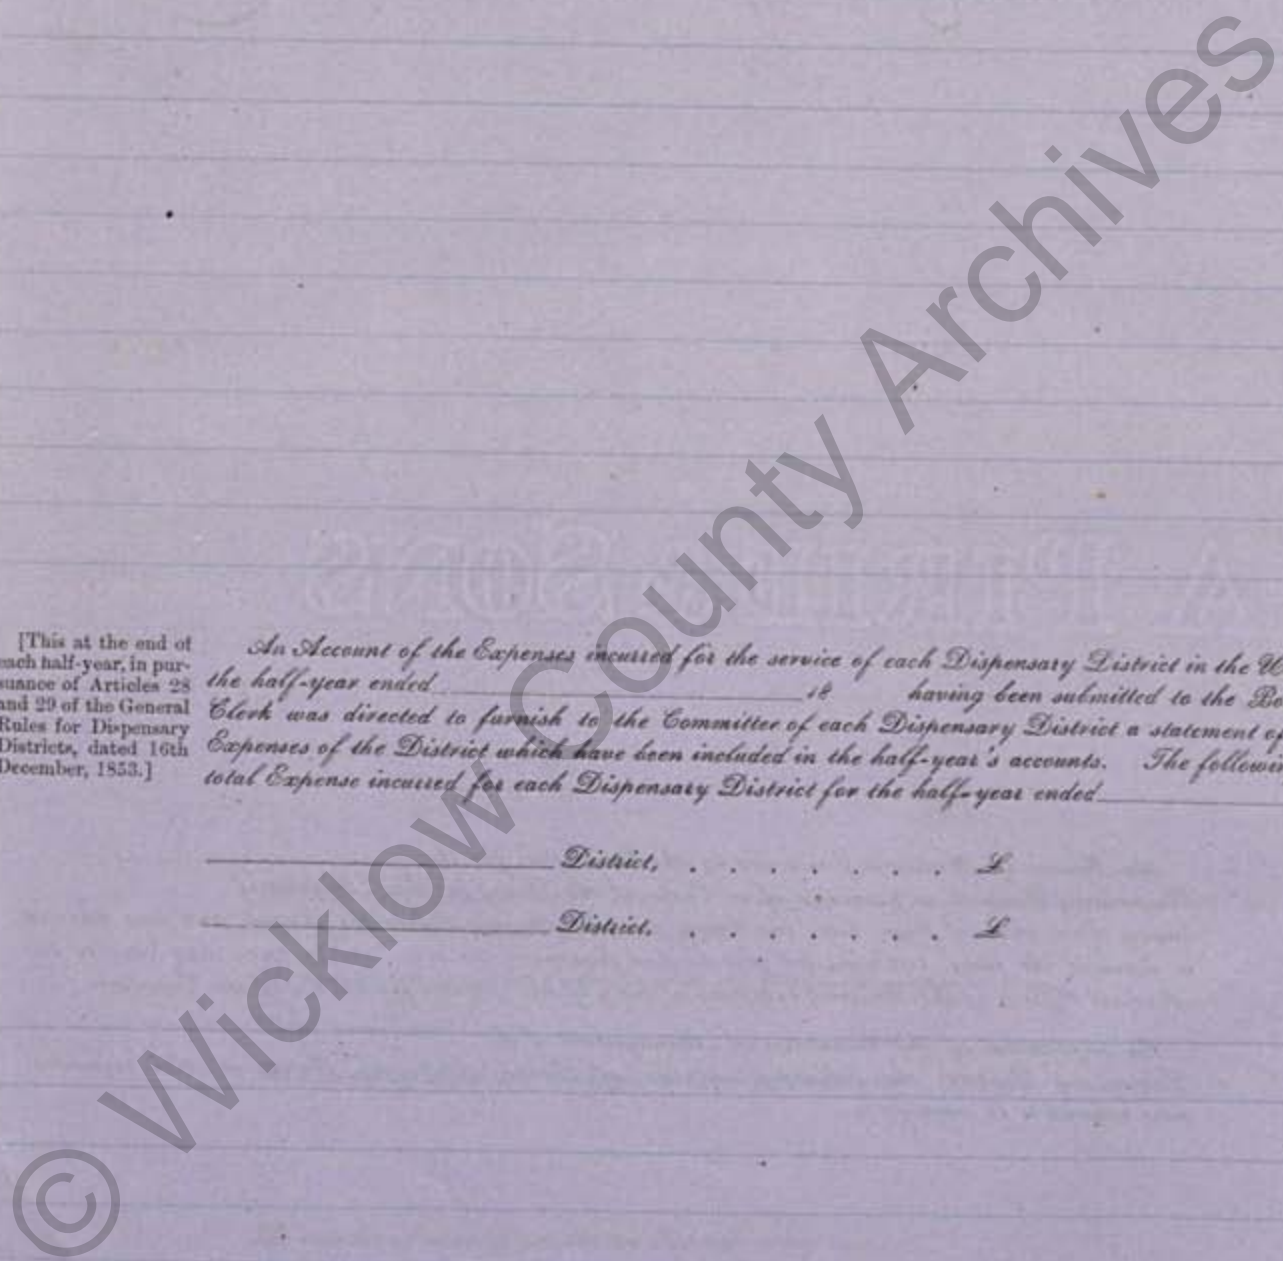 [This at the end of
each half-year, in pur-
suance of Articles 28
and 29 of the General
Rules for Dispensary
Districts, dated 16th
December, 1853.]
An Account of the Expenses incurred for the service of each Dispensary District in the U
the half-year ended 18 having been submitted to the Bo
Clerk was directed to furnish to the Committee of each Dispensary District a statement of
Expenses of the District which have been included in the half-year's accounts. The followin
total Expense incurred for each Dispensary District for the half-year ended
District, . . . . . . . £
District, . . . . . . . £
© Wicklow County Archives